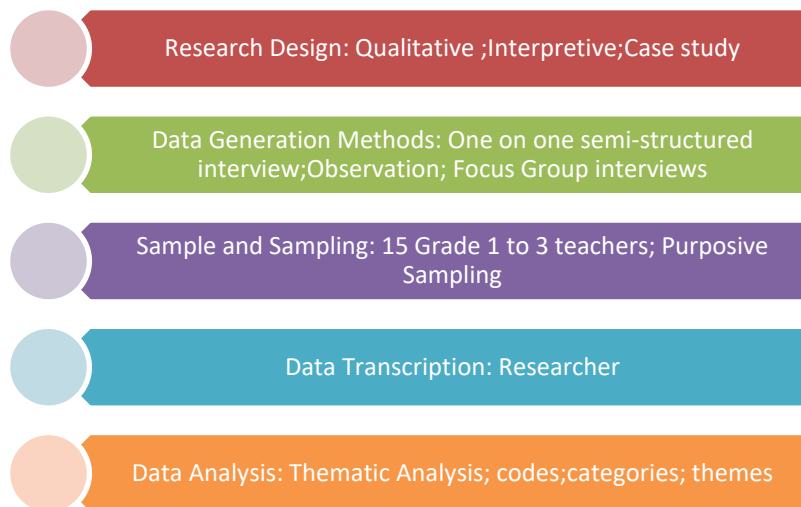 Research Design: Qualitative ;Interpretive;Case study
Data Generation Methods: One on one semi-structured
interview;Observation; Focus Group interviews
Sample and Sampling: 15 Grade 1 to 3 teachers; Purposive
Sampling
Data Transcription: Researcher
Data Analysis: Thematic Analysis; codes;categories; themes